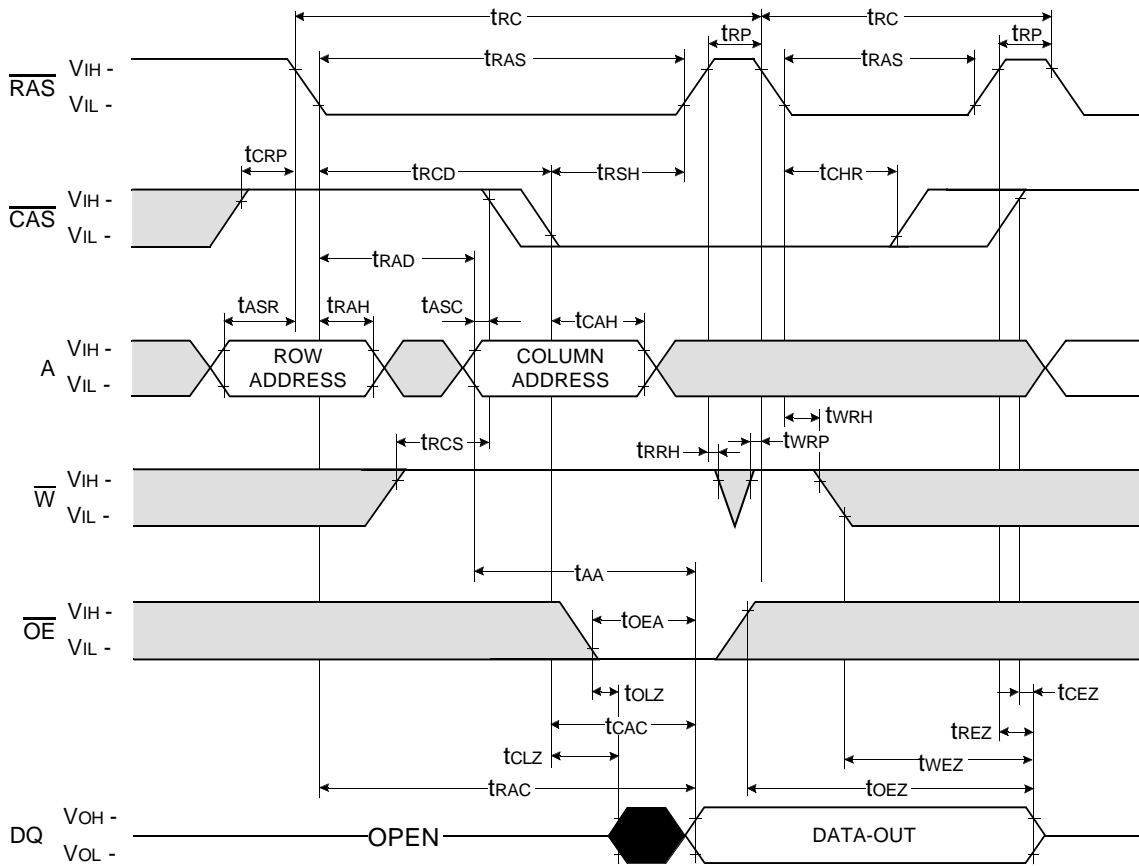 tRC tRC
tRP tRP
tRAS tRAS
RAS VIH -
VIL -
tCRP tRCD tRSH tCHR
CAS VIH -
VIL -
tRAD
tASR tRAH tASC tCAH
A VIH -
VIL -
ROW
ADDRESS
COLUMN
ADDRESS
tWRH
tRCS tRRH tWRP
W VIH -
VIL -
tAA
OE VIH -
VIL -
tOEA
tOLZ tCEZ
tCAC tREZ
tCLZ tWEZ
tRAC tOEZ
DQ VOH -
VOL -
OPEN DATA-OUT